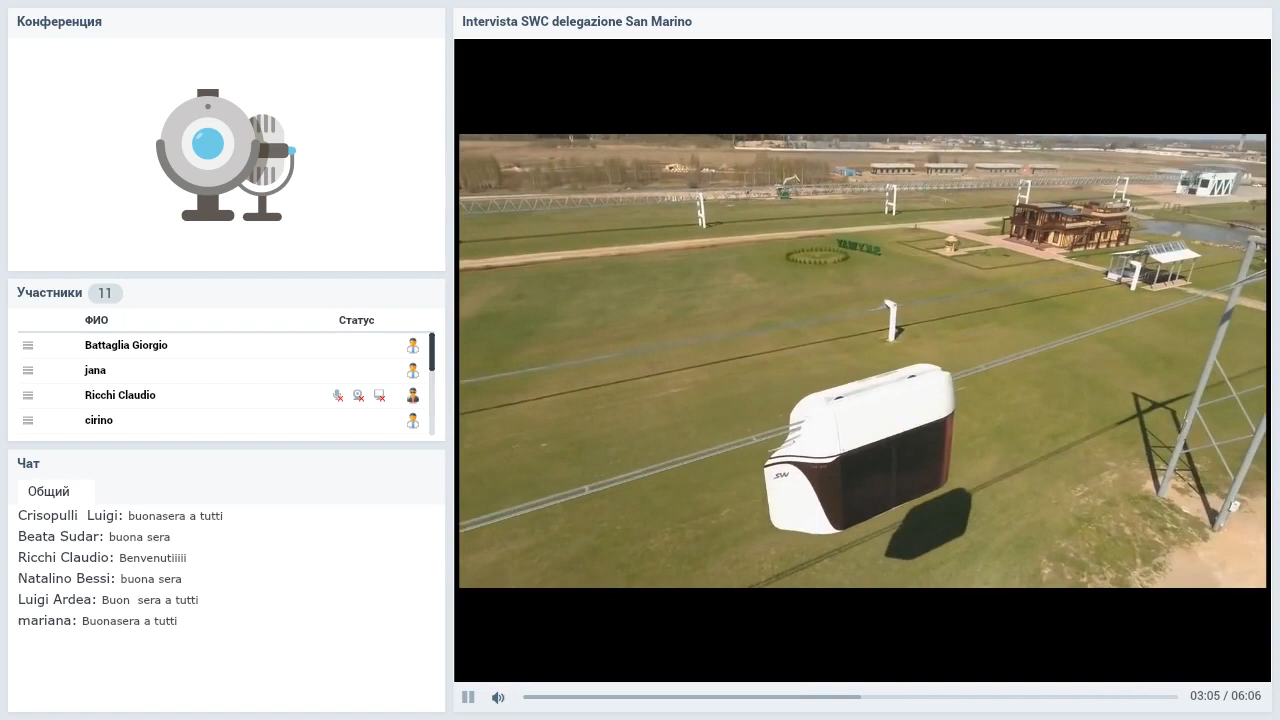 Конференция
Intervista SWC delegazione San Marino
Участники 11
ФИО Статус
Battaglia Giorgio
jana
Ricchi Claudio
cirino
Чат
Общий
Crisopulli Luigi: buonasera a tutti
Beata Sudar: buona sera
Ricchi Claudio: Benvenutiiiii
Natalino Bessi: buona sera
Luigi Ardea: Buon sera a tutti
mariana: Buonasera a tutti
SKYWAY
SW
03:05 / 06:06